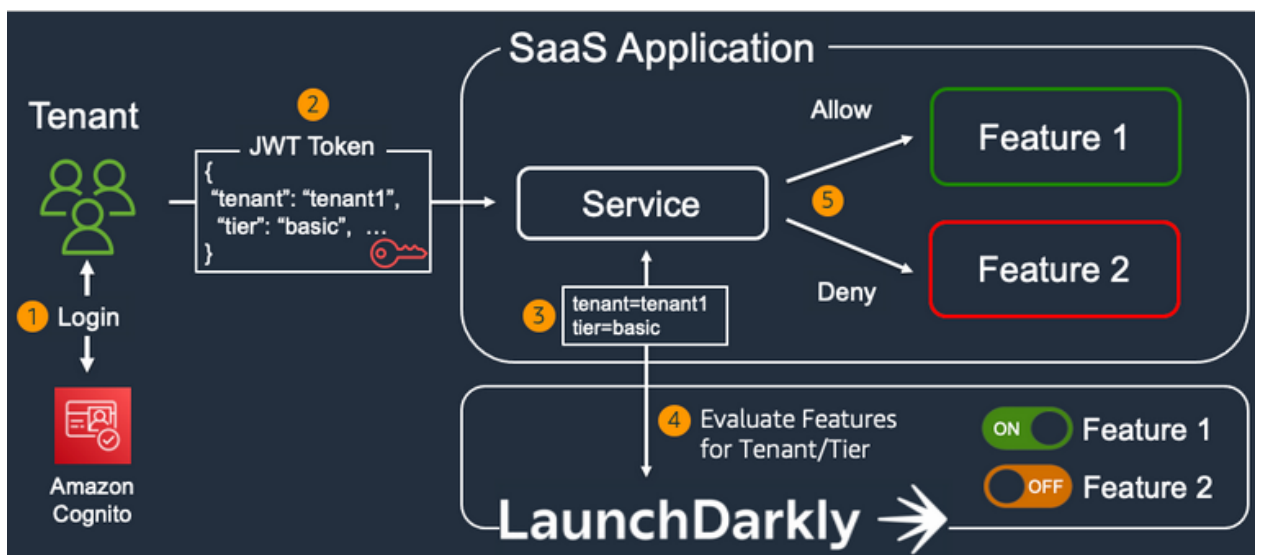 SaaS Application
Tenant
2
JWT Token
{
“tenant”: “tenant1”,
“tier”: “basic”, ...
}
1 Login
Amazon
Cognito
Service
Allow
Feature 1
5
Deny
Feature 2
3
tenant=tenant1
tier=basic
4 Evaluate Features
for Tenant/Tier
ON Feature 1
OFF Feature 2
LaunchDarkly